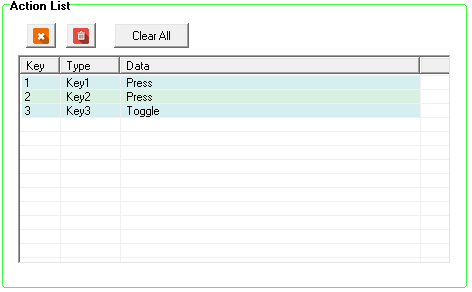 Action List
Clear All
Key Type Data
1 Key1 Press
2 Key2 Press
3 Key3 Toggle